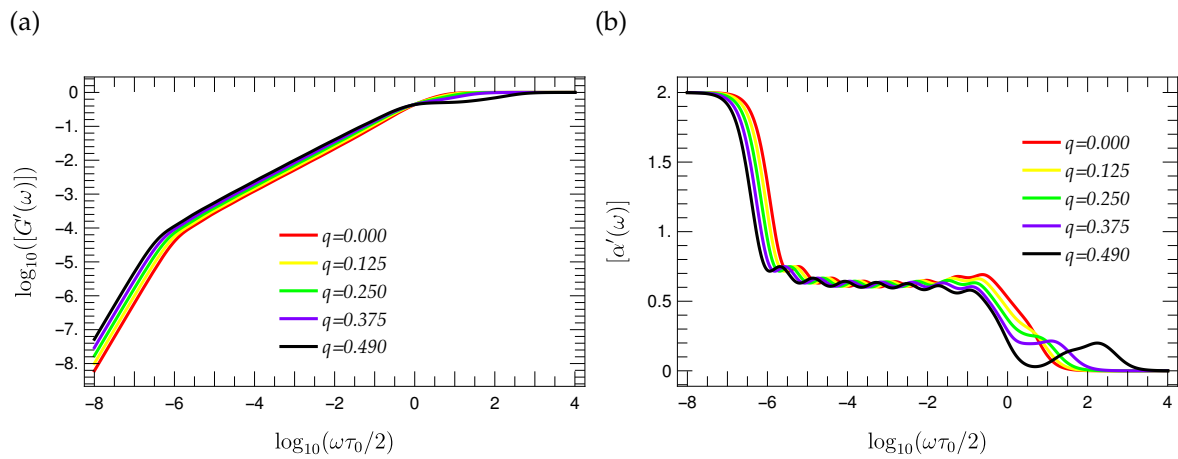 (a)
(b)
log₁₀([G′(ω)])
0
−1.
−2.
−3.
−4.
−5.
−6.
−7.
−8.
q=0.000
q=0.125
q=0.250
q=0.375
q=0.490
−8 −6 −4 −2 0 2 4
log₁₀(ωτ₀/2)
[α′(ω)]
2.
1.5
1.
0.5
0
q=0.000
q=0.125
q=0.250
q=0.375
q=0.490
−8 −6 −4 −2 0 2 4
log₁₀(ωτ₀/2)